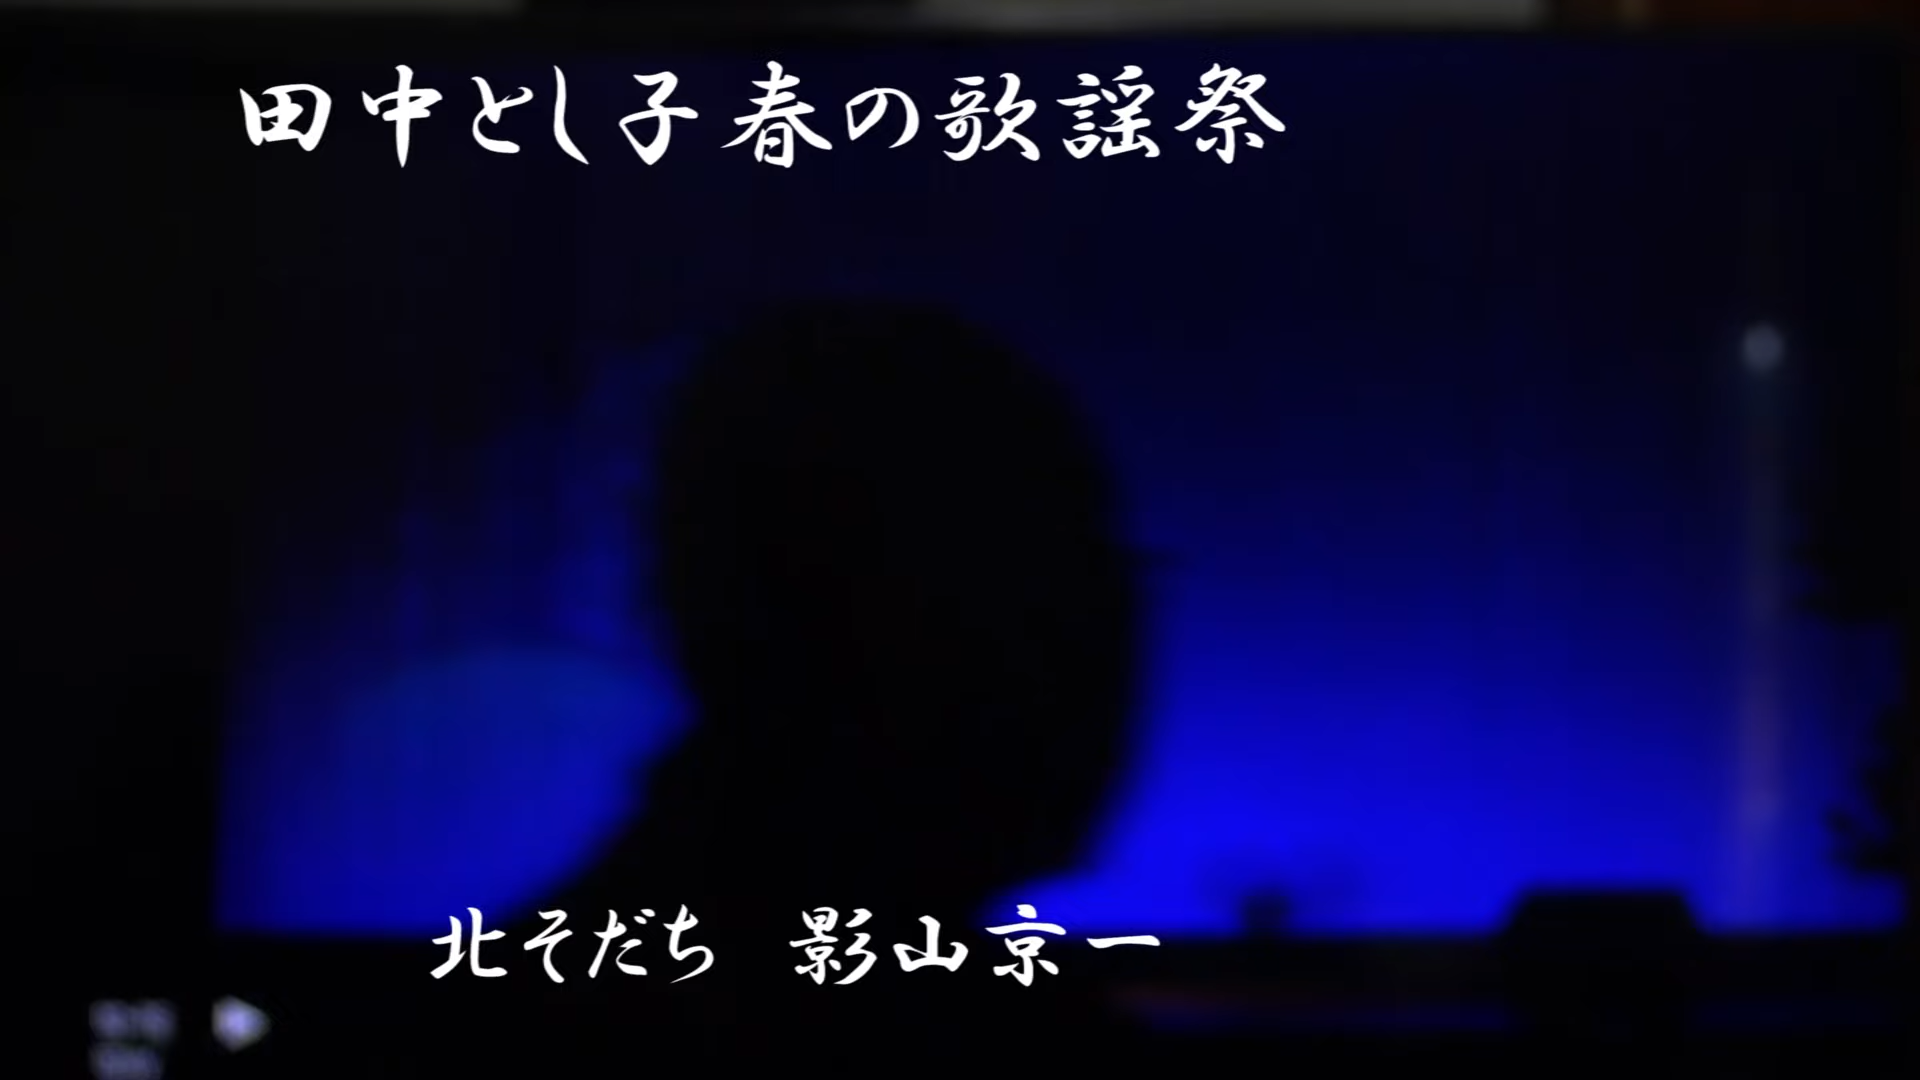 田中とし子春の歌謡祭
北そだち　影山京一